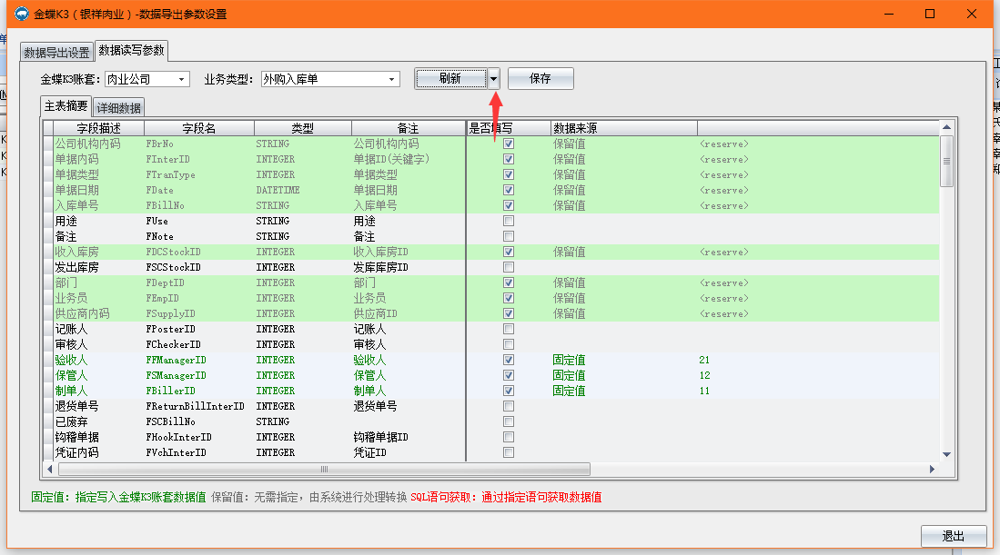 金蝶K3（银祥肉业）-数据导出参数设置
数据导出设置 数据读写参数
金蝶K3账套: 肉业公司 业务类型: 外购入库单 刷新 保存
主表摘要 详细数据
字段描述 字段名 类型 备注 是否填写 数据来源
公司机构内码 FBrNo STRING 公司机构内码 保留值 <reserve>
单据内码 FInterID INTEGER 单据ID(关键字) 保留值 <reserve>
单据类型 FTranType INTEGER 单据类型 保留值 <reserve>
单据日期 FDate DATETIME 单据日期 保留值 <reserve>
入库单号 FBillNo STRING 入库单号 保留值 <reserve>
用途 FUse STRING 用途
备注 FNote STRING 备注
收入库房 FDCStockID INTEGER 收入库房ID 保留值 <reserve>
发出库房 FSCStockID INTEGER 发库库房ID
部门 FDeptID INTEGER 部门 保留值 <reserve>
业务员 FEmpID INTEGER 业务员 保留值 <reserve>
供应商内码 FSupplyID INTEGER 供应商ID 保留值 <reserve>
记账人 FPosterID INTEGER 记账人
审核人 FCheckerID INTEGER 审核人
验收人 FFManagerID INTEGER 验收人 固定值 21
保管人 FSManagerID INTEGER 保管人 固定值 12
制单人 FBillerID INTEGER 制单人 固定值 11
退货单号 FReturnBillInterID INTEGER 退货单号
已废弃 FSCBillNo STRING
钩稽单据 FHookInterID INTEGER 钩稽单据ID
凭证内码 FVchInterID INTEGER 凭证ID
固定值: 指定写入金蝶K3账套数据值 保留值: 无需指定，由系统进行处理转换 SQL语句获取: 通过指定语句获取数据值
退出